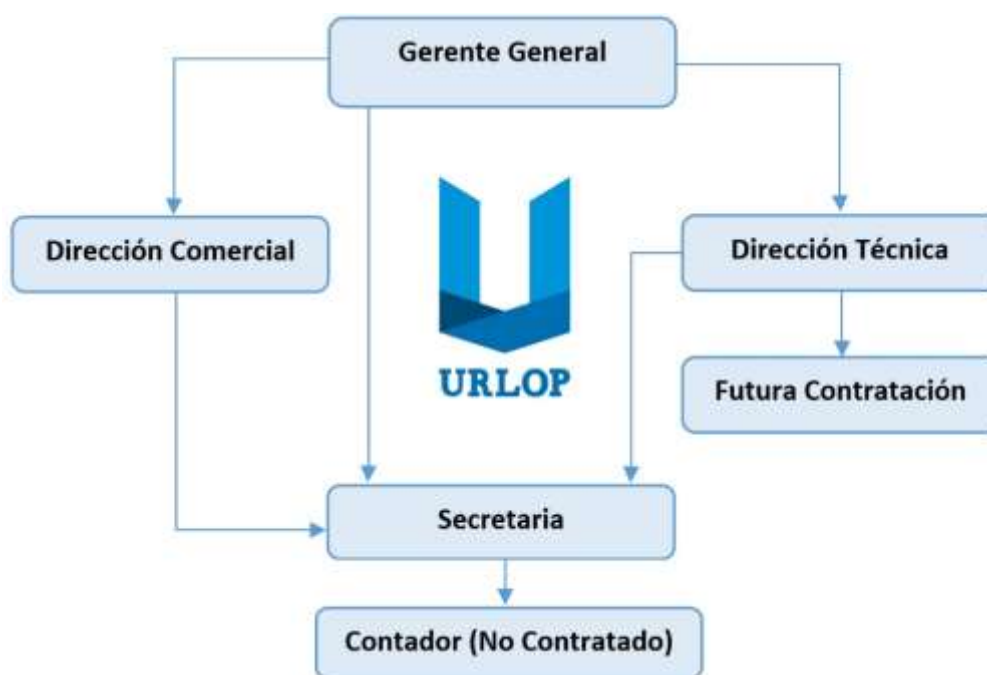 Gerente General
Dirección Comercial
Dirección Técnica
URLOP
Futura Contratación
Secretaria
Contador (No Contratado)